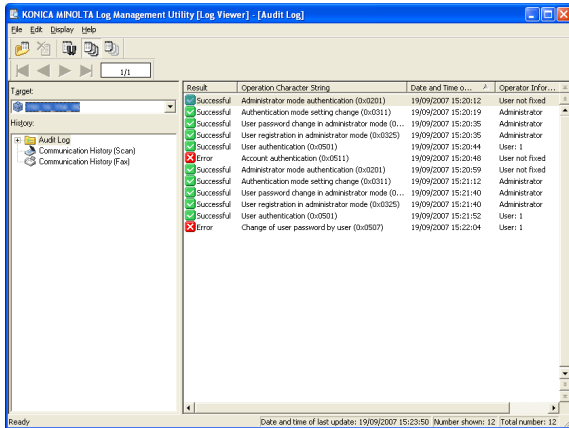 KONICA MINOLTA Log Management Utility [Log Viewer] - [Audit Log]
File Edit Display Help
1/1
Target:
History:
Audit Log
Communication History (Scan)
Communication History (Fax)
Result Operation Character String Date and Time o... Operator Infor...
Successful Administrator mode authentication (0x0201) 19/09/2007 15:20:12 User not fixed
Successful Authentication mode setting change (0x0311) 19/09/2007 15:20:19 Administrator
Successful User password change in administrator mode (0... 19/09/2007 15:20:35 Administrator
Successful User registration in administrator mode (0x0325) 19/09/2007 15:20:35 Administrator
Successful User authentication (0x0501) 19/09/2007 15:20:44 User: 1
Error Account authentication (0x0511) 19/09/2007 15:20:48 User not fixed
Successful Administrator mode authentication (0x0201) 19/09/2007 15:20:59 User not fixed
Successful Authentication mode setting change (0x0311) 19/09/2007 15:21:12 Administrator
Successful User password change in administrator mode (0... 19/09/2007 15:21:40 Administrator
Successful User registration in administrator mode (0x0325) 19/09/2007 15:21:40 Administrator
Successful User authentication (0x0501) 19/09/2007 15:21:52 User: 1
Error Change of user password by user (0x0507) 19/09/2007 15:22:04 User: 1
Ready Date and time of last update: 19/09/2007 15:23:50 Number shown: 12 Total number: 12